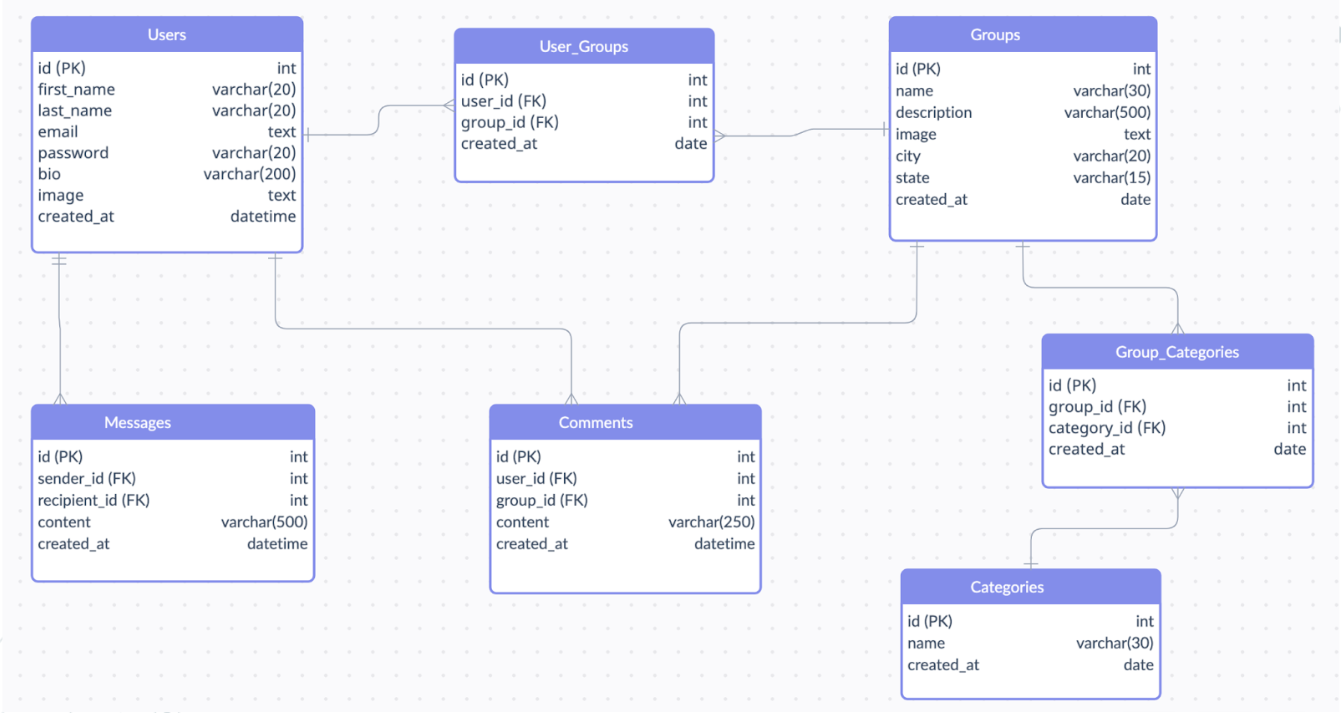 Users
id (PK) int
first_name varchar(20)
last_name varchar(20)
email text
password varchar(20)
bio varchar(200)
image text
created_at datetime
User_Groups
id (PK) int
user_id (FK) int
group_id (FK) int
created_at date
Groups
id (PK) int
name varchar(30)
description varchar(500)
image text
city varchar(20)
state varchar(15)
created_at date
Messages
id (PK) int
sender_id (FK) int
recipient_id (FK) int
content varchar(500)
created_at datetime
Comments
id (PK) int
user_id (FK) int
group_id (FK) int
content varchar(250)
created_at datetime
Group_Categories
id (PK) int
group_id (FK) int
category_id (FK) int
created_at date
Categories
id (PK) int
name varchar(30)
created_at date